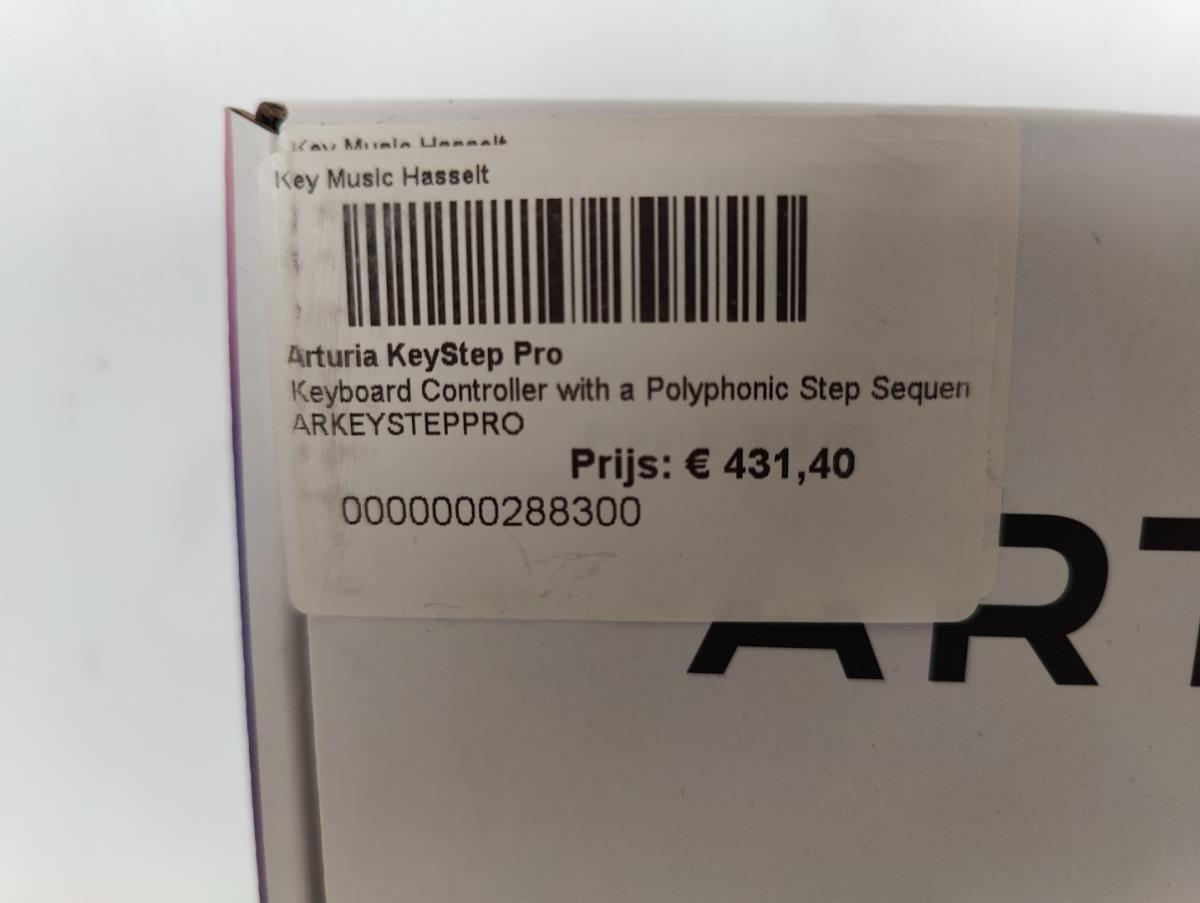 Key Music Hasselt
Key Music Hasselt
Arturia KeyStep Pro
Keyboard Controller with a Polyphonic Step Sequen
ARKEYSTEPPRO
Prijs: € 431,40
0000000288300
ART